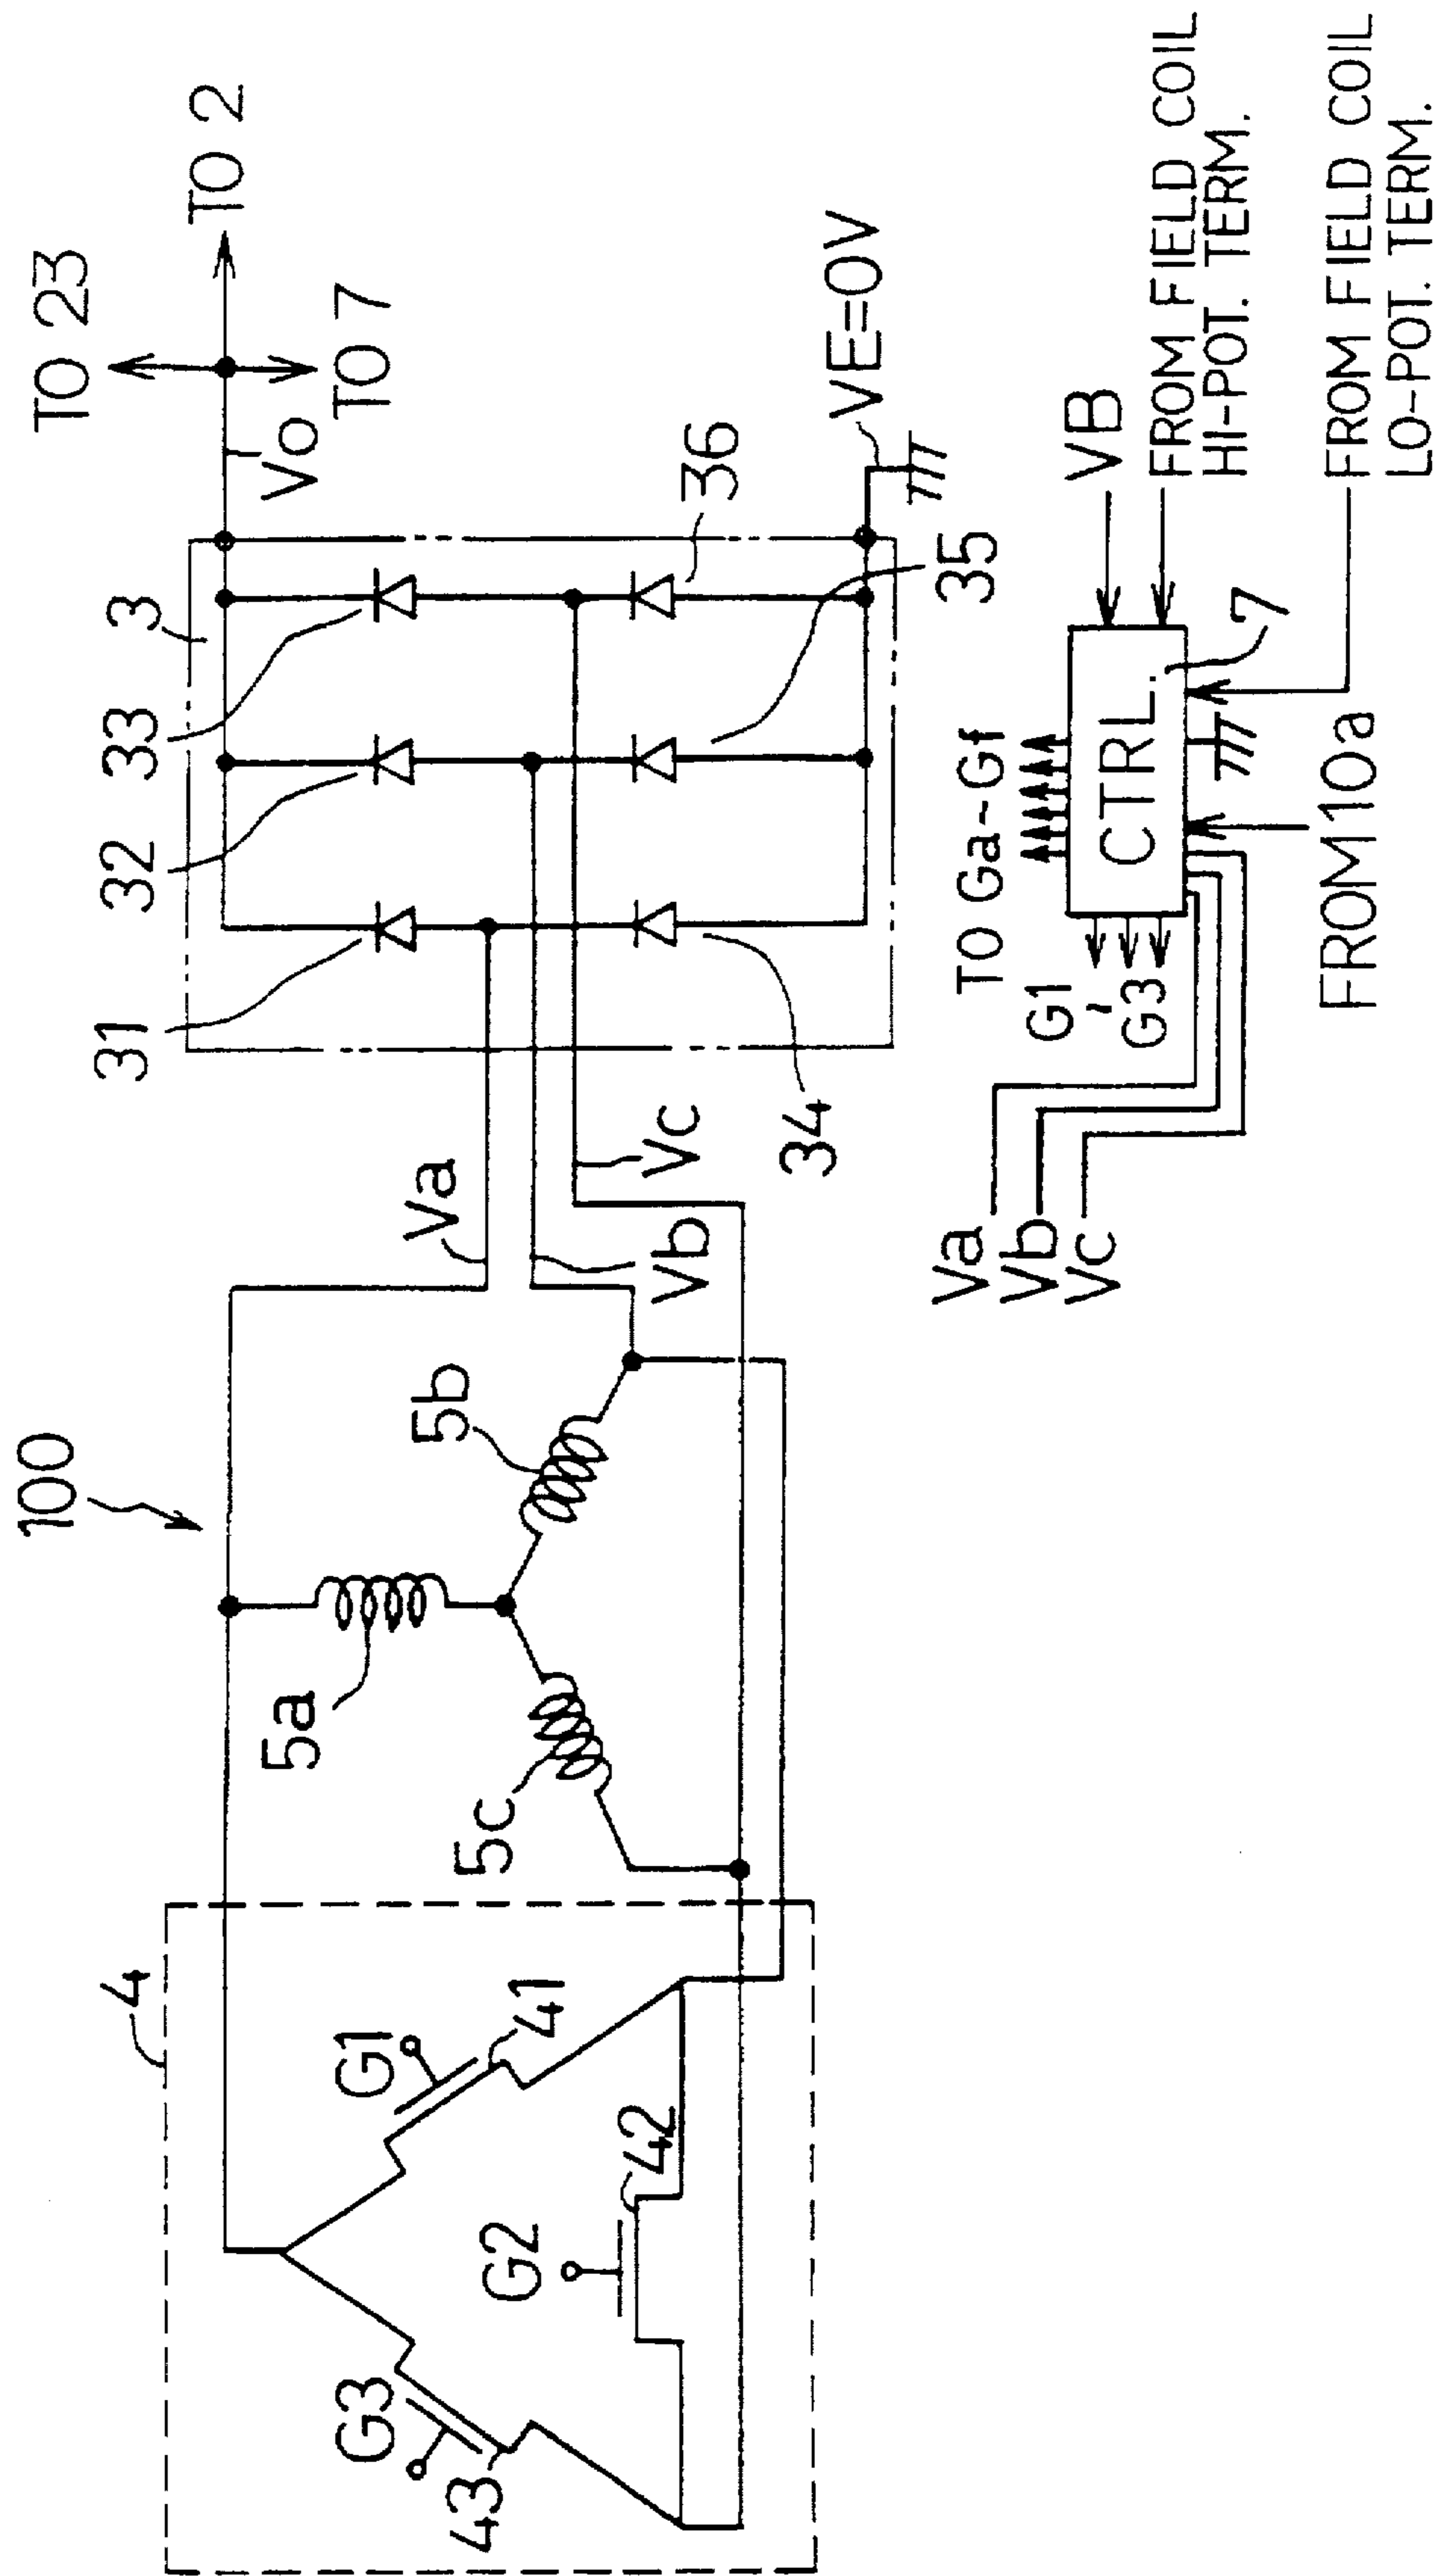 100
4
G1
41
G2
42
G3
43
5a
5b
5c
Va
Vb
Vc
3
31
32
33
34
35
36
Vo
TO 23
TO 2
TO 7
VE=0V
Va
Vb
Vc
G1
~
G3
TO Ga~Gf
CTRL.
7
VB
FROM FIELD COIL
HI-POT. TERM.
FROM FIELD COIL
LO-POT. TERM.
FROM10a